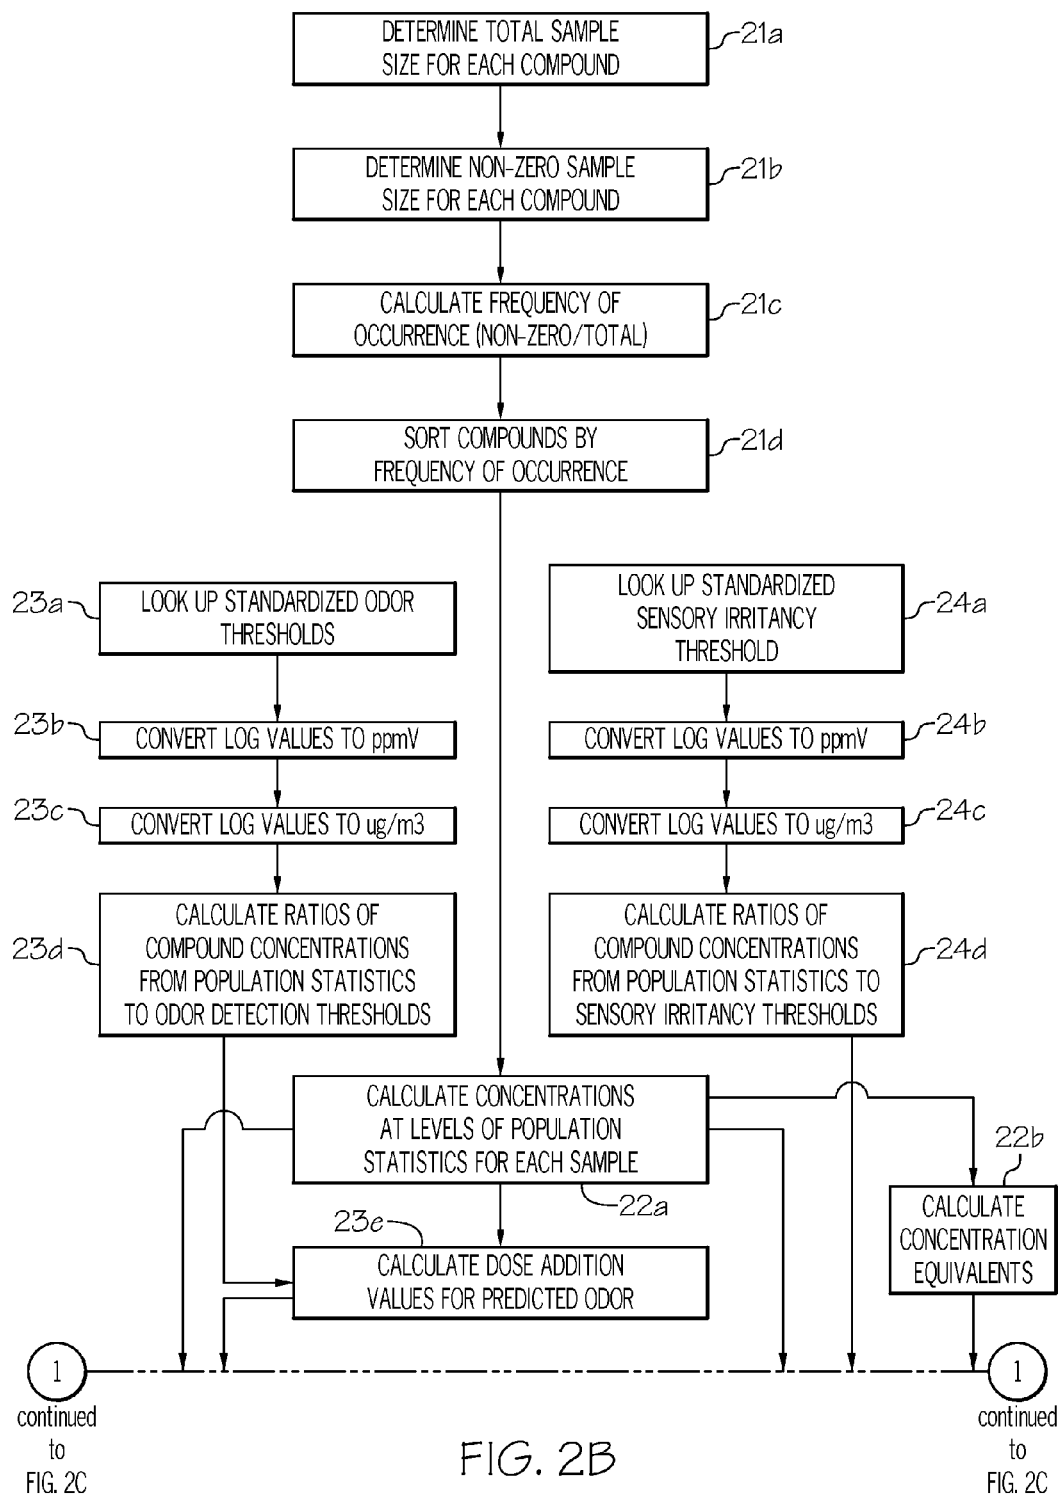 DETERMINE TOTAL SAMPLE
SIZE FOR EACH COMPOUND
21a
DETERMINE NON-ZERO SAMPLE
SIZE FOR EACH COMPOUND
21b
CALCULATE FREQUENCY OF
OCCURRENCE (NON-ZERO/TOTAL)
21c
SORT COMPOUNDS BY
FREQUENCY OF OCCURRENCE
21d
23a
LOOK UP STANDARDIZED ODOR
THRESHOLDS
LOOK UP STANDARDIZED
SENSORY IRRITANCY
THRESHOLD
24a
23b
CONVERT LOG VALUES TO ppmV
CONVERT LOG VALUES TO ppmV
24b
23c
CONVERT LOG VALUES TO ug/m3
CONVERT LOG VALUES TO ug/m3
24c
23d
CALCULATE RATIOS OF
COMPOUND CONCENTRATIONS
FROM POPULATION STATISTICS
TO ODOR DETECTION THRESHOLDS
CALCULATE RATIOS OF
COMPOUND CONCENTRATIONS
FROM POPULATION STATISTICS TO
SENSORY IRRITANCY THRESHOLDS
24d
CALCULATE CONCENTRATIONS
AT LEVELS OF POPULATION
STATISTICS FOR EACH SAMPLE
22a
22b
CALCULATE
CONCENTRATION
EQUIVALENTS
23e
CALCULATE DOSE ADDITION
VALUES FOR PREDICTED ODOR
1
continued
to
FIG. 2C
1
continued
to
FIG. 2C
FIG. 2B